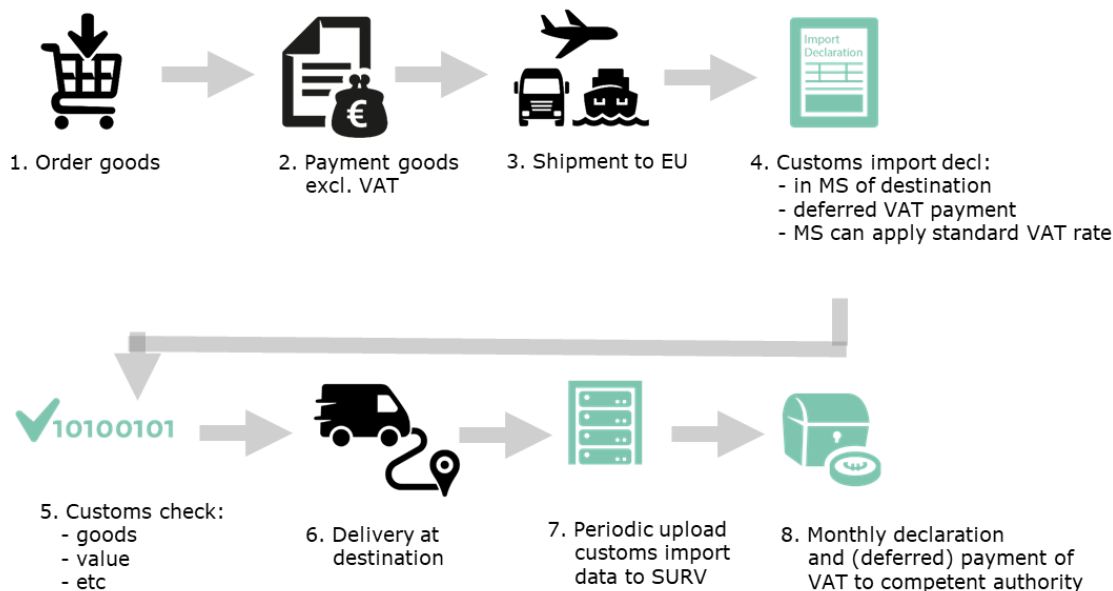 Import
Declaration
€
1. Order goods
2. Payment goods
excl. VAT
3. Shipment to EU
4. Customs import decl:
- in MS of destination
- deferred VAT payment
- MS can apply standard VAT rate
10100101
5. Customs check:
- goods
- value
- etc
6. Delivery at
destination
7. Periodic upload
customs import
data to SURV
8. Monthly declaration
and (deferred) payment of
VAT to competent authority